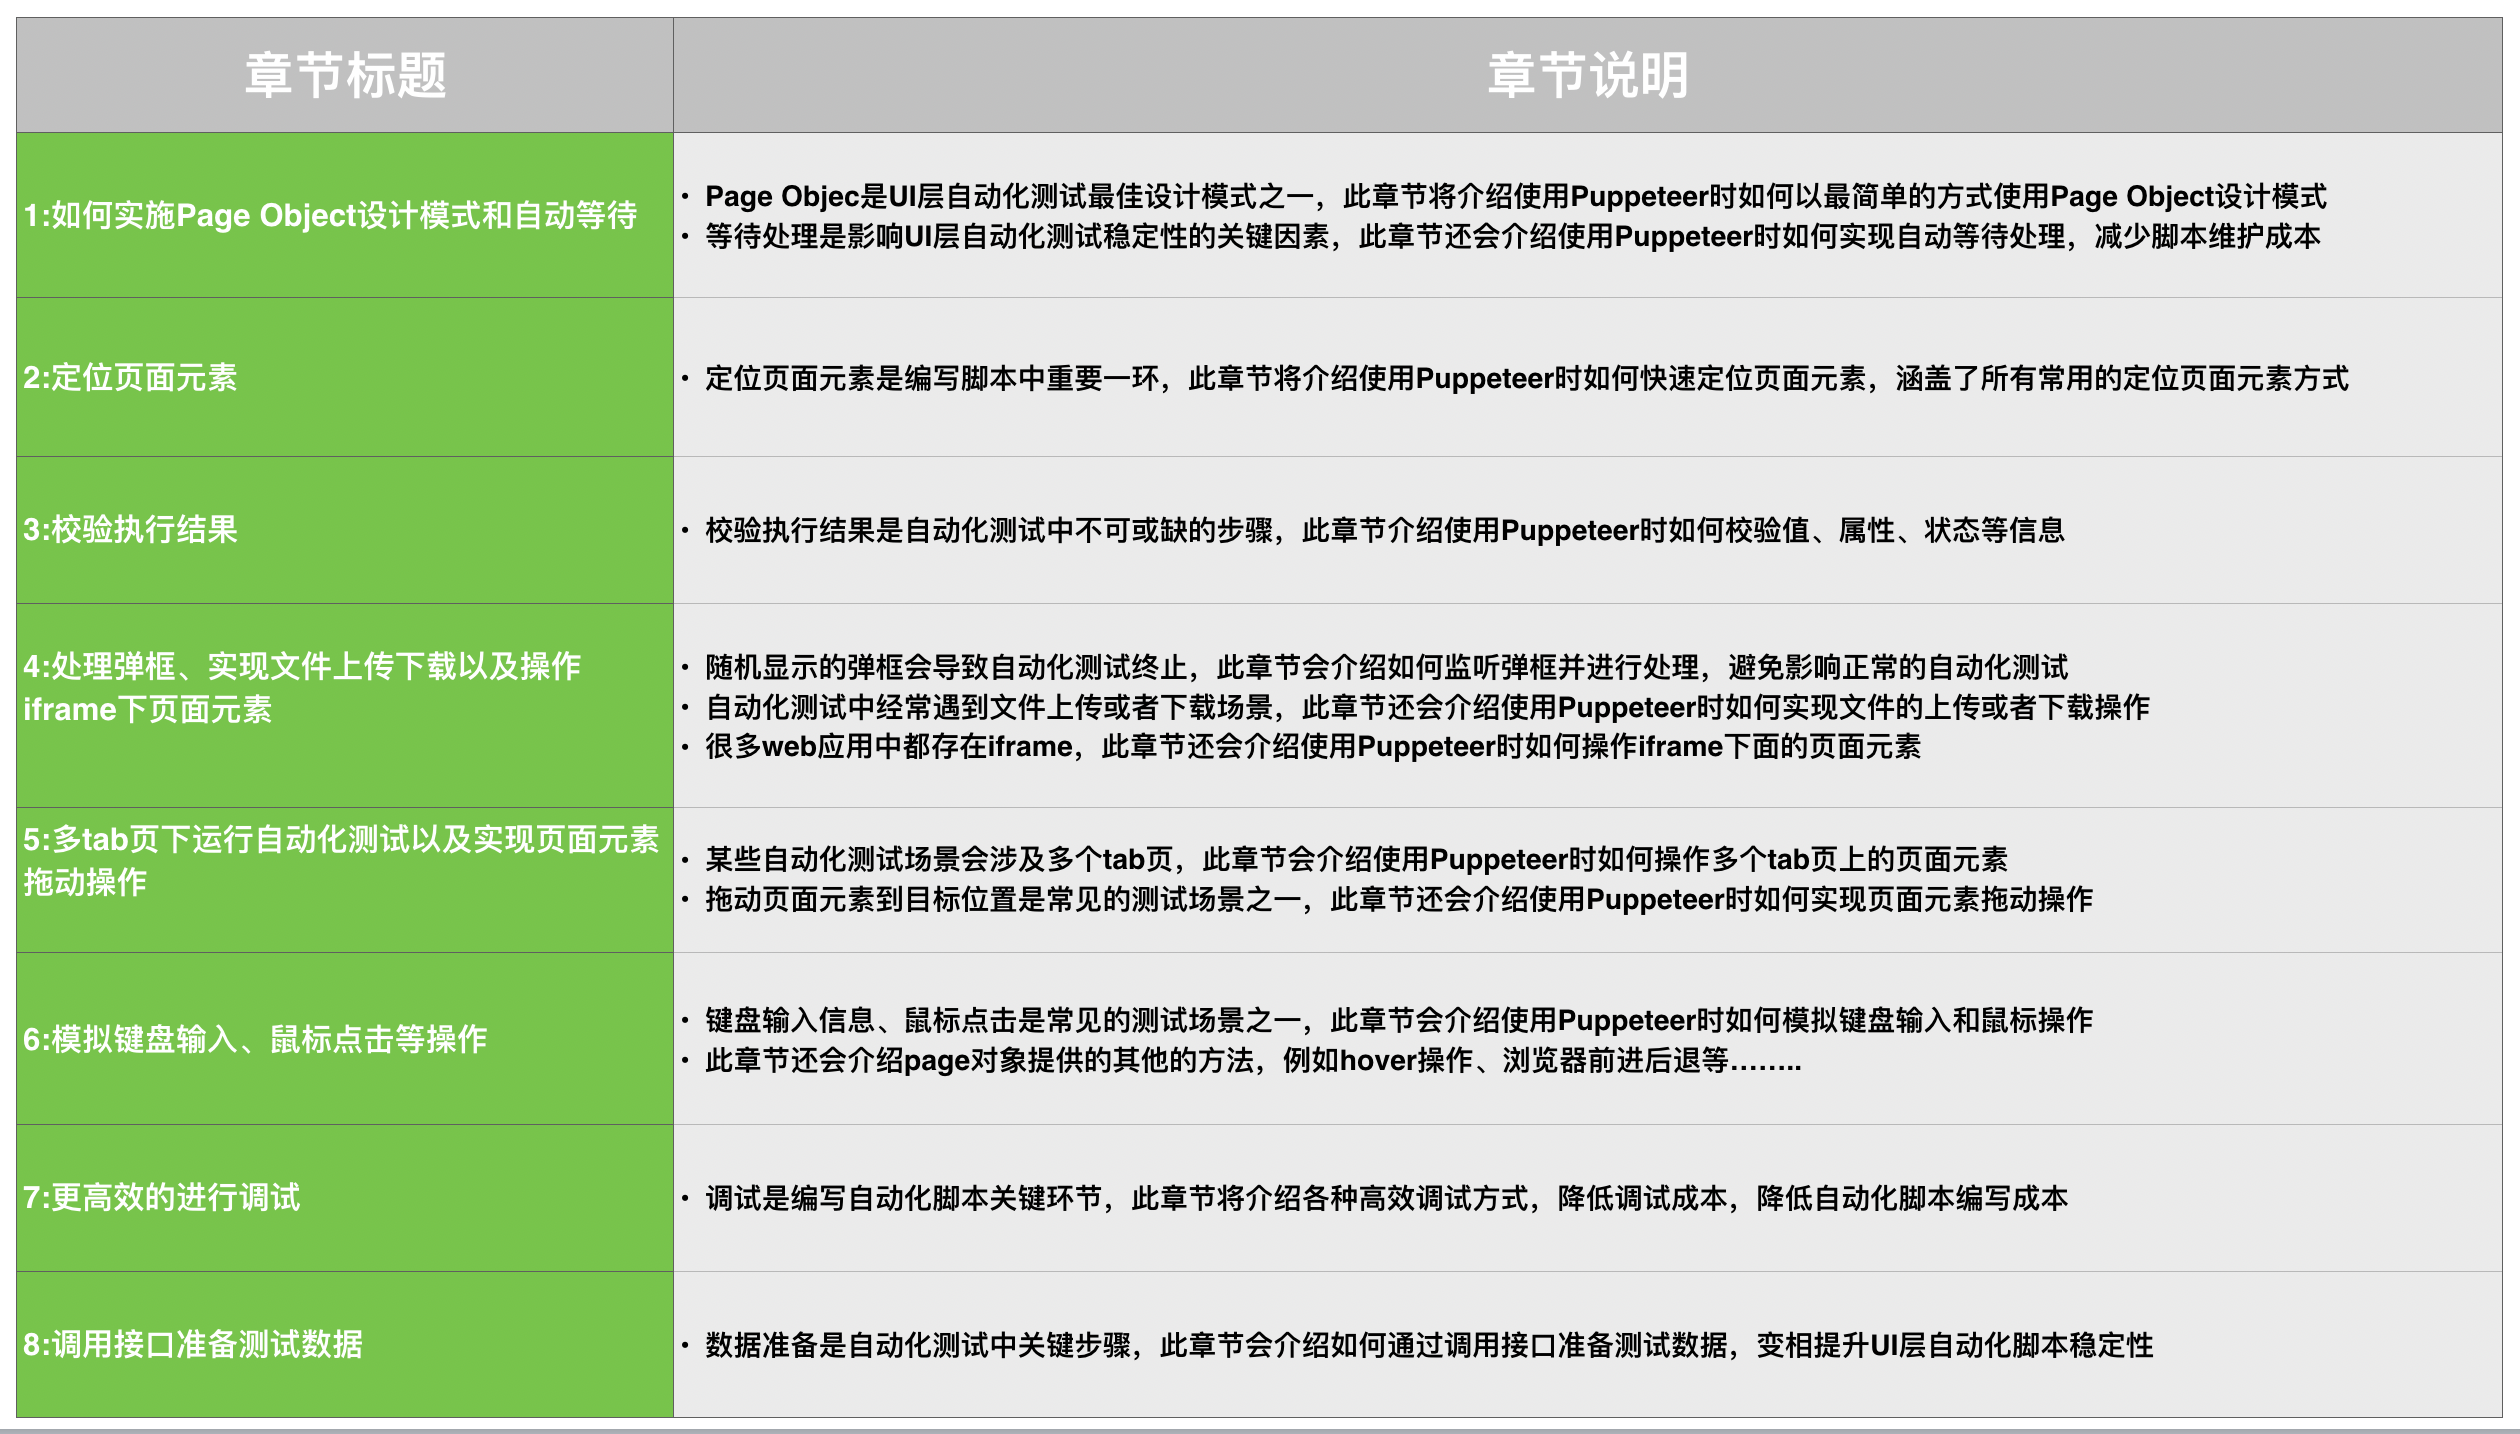 章节标题
章节说明
1:如何实施Page Object设计模式和自动等待
• Page Objec是UI层自动化测试最佳设计模式之一，此章节将介绍使用Puppeteer时如何以最简单的方式使用Page Object设计模式
• 等待处理是影响UI层自动化测试稳定性的关键因素，此章节还会介绍使用Puppeteer时如何实现自动等待处理，减少脚本维护成本
2:定位页面元素
• 定位页面元素是编写脚本中重要一环，此章节将介绍使用Puppeteer时如何快速定位页面元素，涵盖了所有常用的定位页面元素方式
3:校验执行结果
• 校验执行结果是自动化测试中不可或缺的步骤，此章节介绍使用Puppeteer时如何校验值、属性、状态等信息
4:处理弹框、实现文件上传下载以及操作
iframe下页面元素
• 随机显示的弹框会导致自动化测试终止，此章节会介绍如何监听弹框并进行处理，避免影响正常的自动化测试
• 自动化测试中经常遇到文件上传或者下载场景，此章节还会介绍使用Puppeteer时如何实现文件的上传或者下载操作
• 很多web应用中都存在iframe，此章节还会介绍使用Puppeteer时如何操作iframe下面的页面元素
5:多tab页下运行自动化测试以及实现页面元素
拖动操作
• 某些自动化测试场景会涉及多个tab页，此章节会介绍使用Puppeteer时如何操作多个tab页上的页面元素
• 拖动页面元素到目标位置是常见的测试场景之一，此章节还会介绍使用Puppeteer时如何实现页面元素拖动操作
6:模拟键盘输入、鼠标点击等操作
• 键盘输入信息、鼠标点击是常见的测试场景之一，此章节会介绍使用Puppeteer时如何模拟键盘输入和鼠标操作
• 此章节还会介绍page对象提供的其他的方法，例如hover操作、浏览器前进后退等……..
7:更高效的进行调试
• 调试是编写自动化脚本关键环节，此章节将介绍各种高效调试方式，降低调试成本，降低自动化脚本编写成本
8:调用接口准备测试数据
• 数据准备是自动化测试中关键步骤，此章节会介绍如何通过调用接口准备测试数据，变相提升UI层自动化脚本稳定性